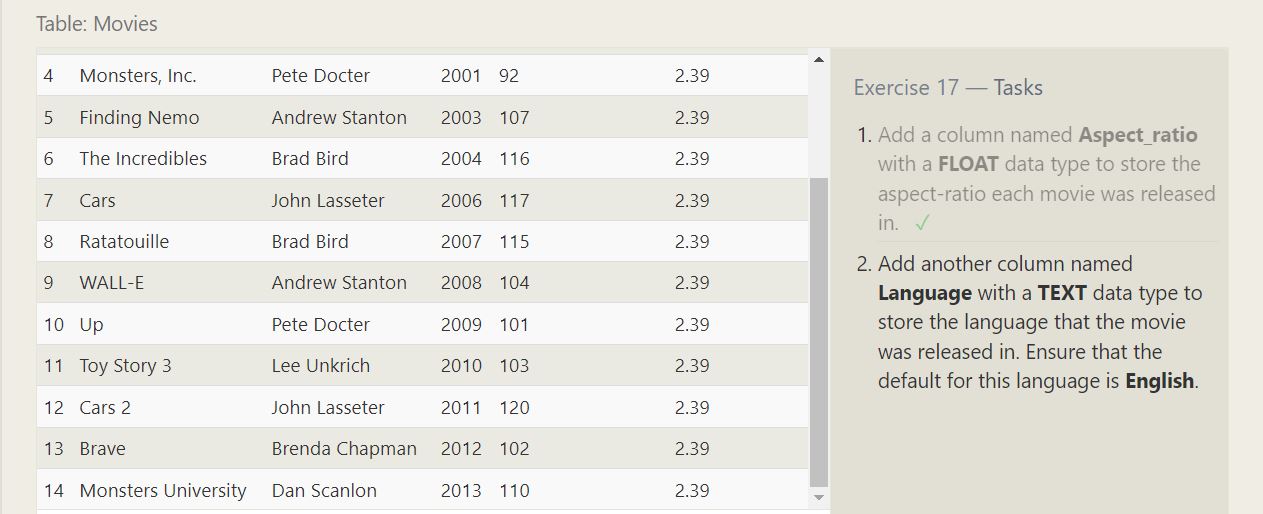 Table: Movies
4 Monsters, Inc. Pete Docter 2001 92 2.39
5 Finding Nemo Andrew Stanton 2003 107 2.39
6 The Incredibles Brad Bird 2004 116 2.39
7 Cars John Lasseter 2006 117 2.39
8 Ratatouille Brad Bird 2007 115 2.39
9 WALL-E Andrew Stanton 2008 104 2.39
10 Up Pete Docter 2009 101 2.39
11 Toy Story 3 Lee Unkrich 2010 103 2.39
12 Cars 2 John Lasseter 2011 120 2.39
13 Brave Brenda Chapman 2012 102 2.39
14 Monsters University Dan Scanlon 2013 110 2.39
Exercise 17 — Tasks
1. Add a column named Aspect_ratio
with a FLOAT data type to store the
aspect-ratio each movie was released
in. ✓
2. Add another column named
Language with a TEXT data type to
store the language that the movie
was released in. Ensure that the
default for this language is English.